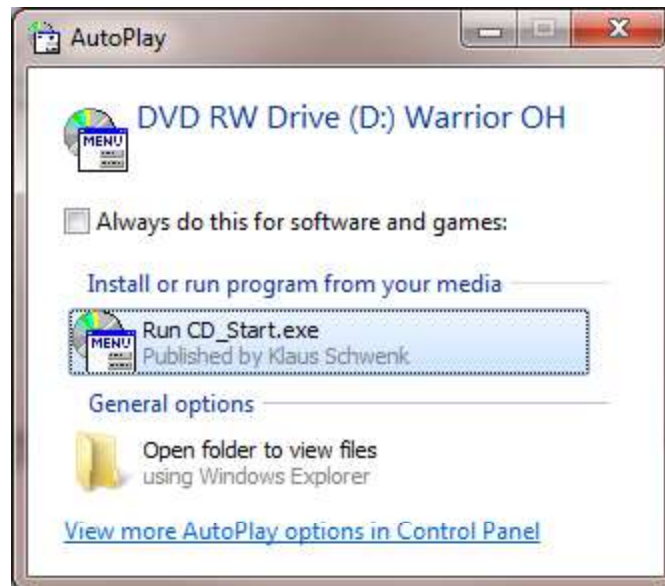 AutoPlay
DVD RW Drive (D:) Warrior OH
MENU
Always do this for software and games:
Install or run program from your media
MENU
Run CD_Start.exe
Published by Klaus Schwenk
General options
Open folder to view files
using Windows Explorer
View more AutoPlay options in Control Panel